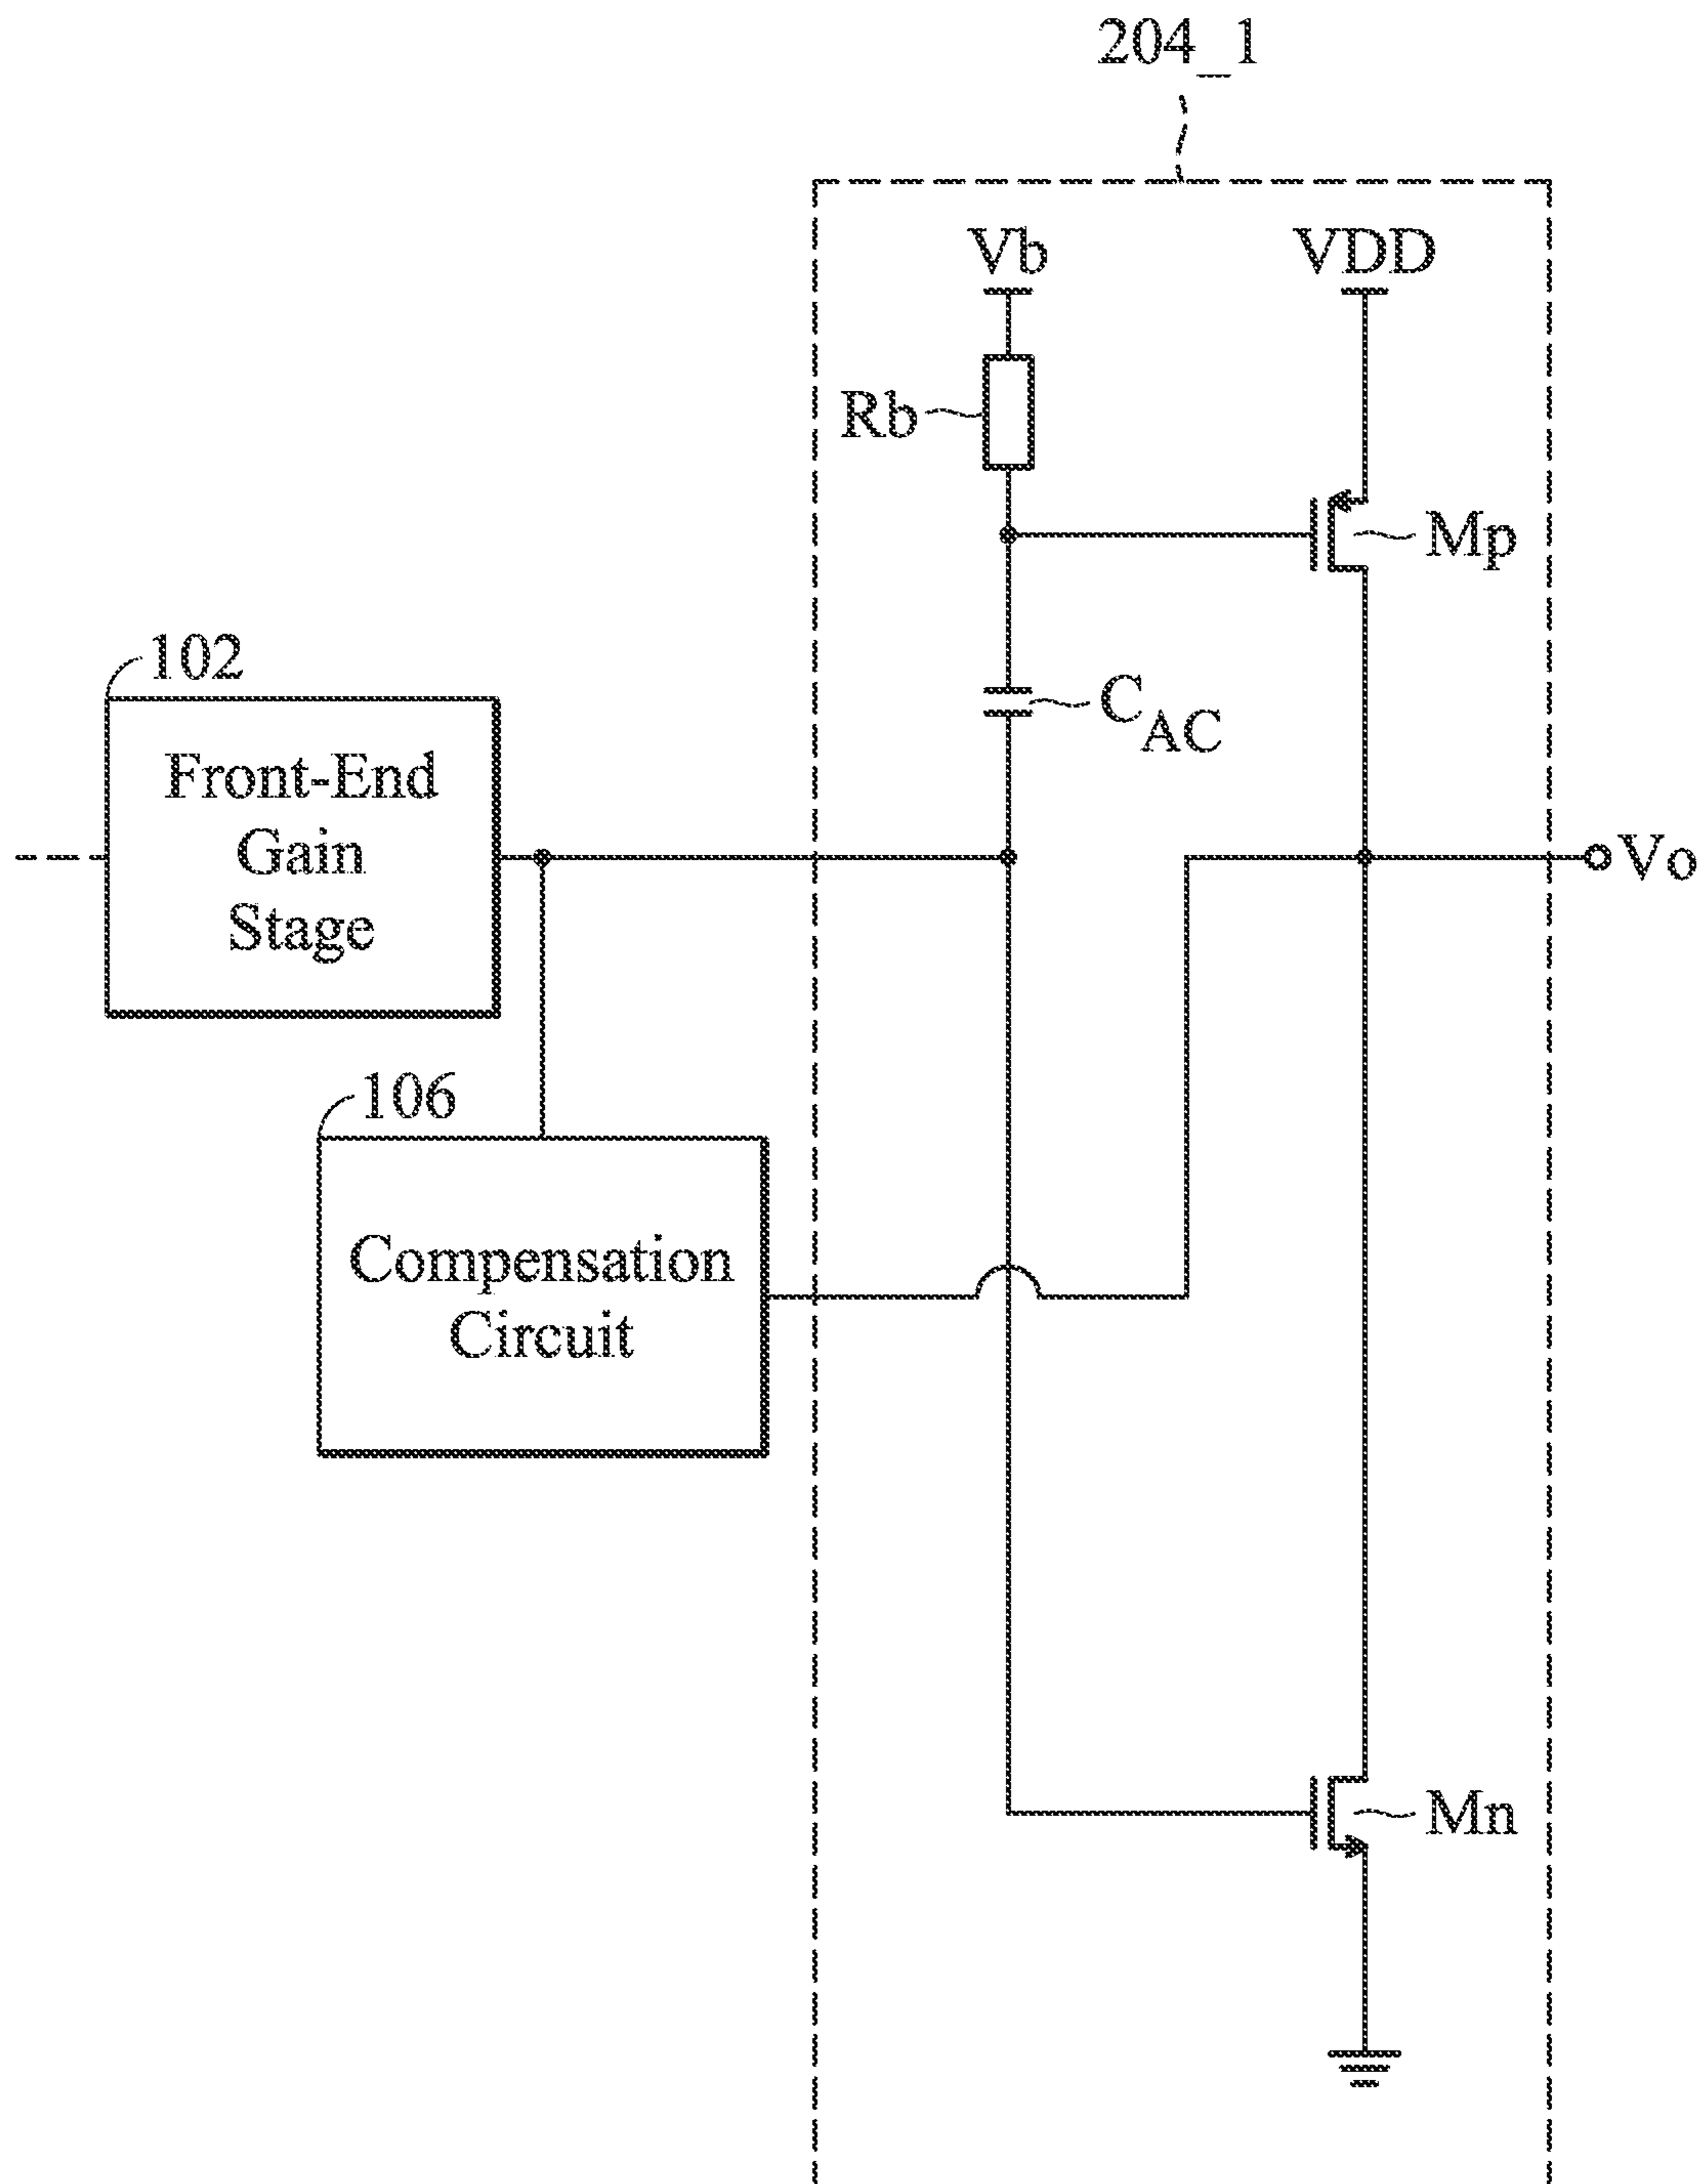 204_1
Vb
VDD
Rb
Mp
102
CAC
Front-End
Gain
Stage
Vo
106
Compensation
Circuit
Mn